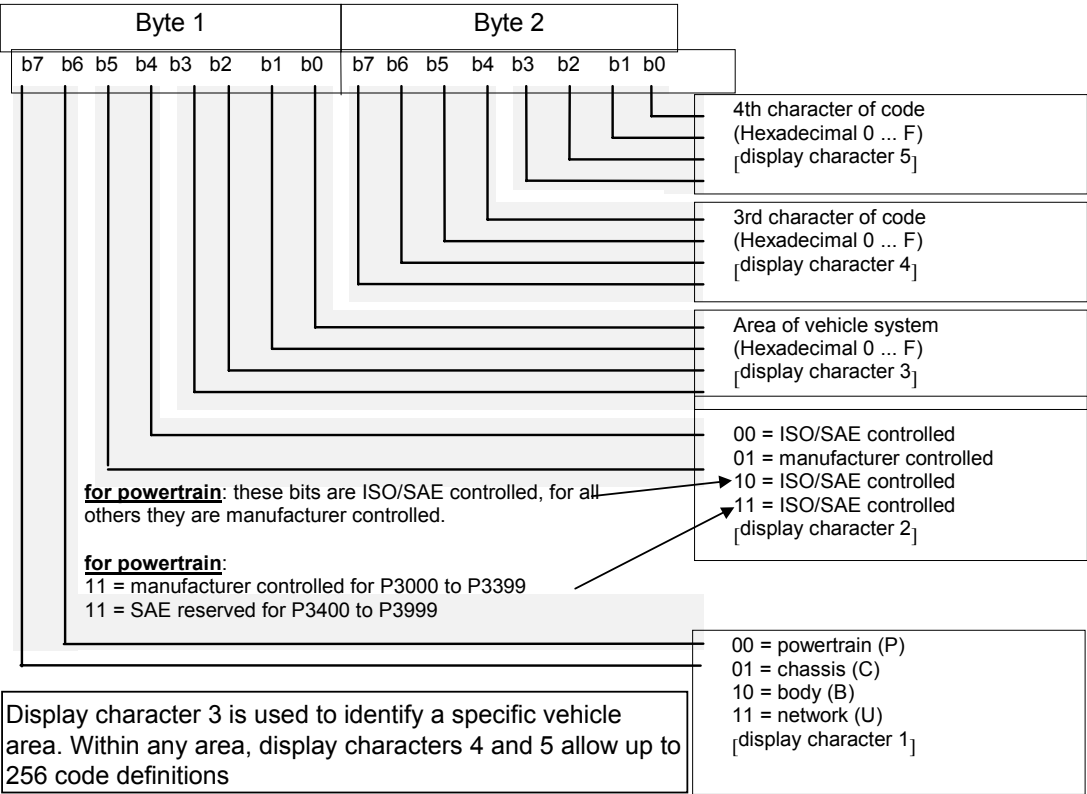 Byte 1 Byte 2
b7 b6 b5 b4 b3 b2 b1 b0 b7 b6 b5 b4 b3 b2 b1 b0
4th character of code
(Hexadecimal 0 ... F)
[display character 5]
3rd character of code
(Hexadecimal 0 ... F)
[display character 4]
Area of vehicle system
(Hexadecimal 0 ... F)
[display character 3]
00 = ISO/SAE controlled
01 = manufacturer controlled
10 = ISO/SAE controlled
11 = ISO/SAE controlled
[display character 2]
for powertrain: these bits are ISO/SAE controlled, for all
others they are manufacturer controlled.
for powertrain:
11 = manufacturer controlled for P3000 to P3399
11 = SAE reserved for P3400 to P3999
00 = powertrain (P)
01 = chassis (C)
10 = body (B)
11 = network (U)
[display character 1]
Display character 3 is used to identify a specific vehicle
area. Within any area, display characters 4 and 5 allow up to
256 code definitions